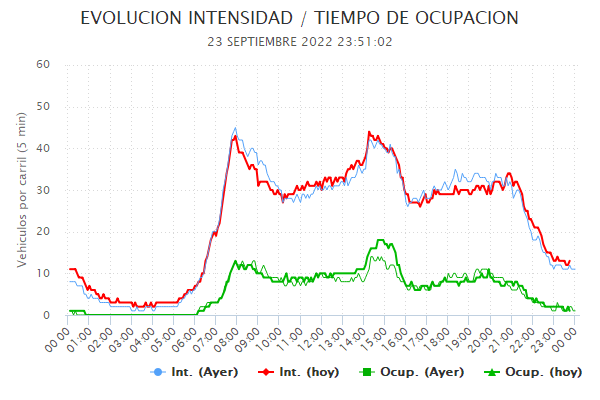 EVOLUCION INTENSIDAD / TIEMPO DE OCUPACION
23 SEPTIEMBRE 2022 23:51:02
Vehiculos por carril (5 min)
60
50
40
30
20
10
0
00:00 01:00 02:00 03:00 04:00 05:00 06:00 07:00 08:00 09:00 10:00 11:00 12:00 13:00 14:00 15:00 16:00 17:00 18:00 19:00 20:00 21:00 22:00 23:00 00:00
Int. (Ayer) Int. (hoy) Ocup. (Ayer) Ocup. (hoy)